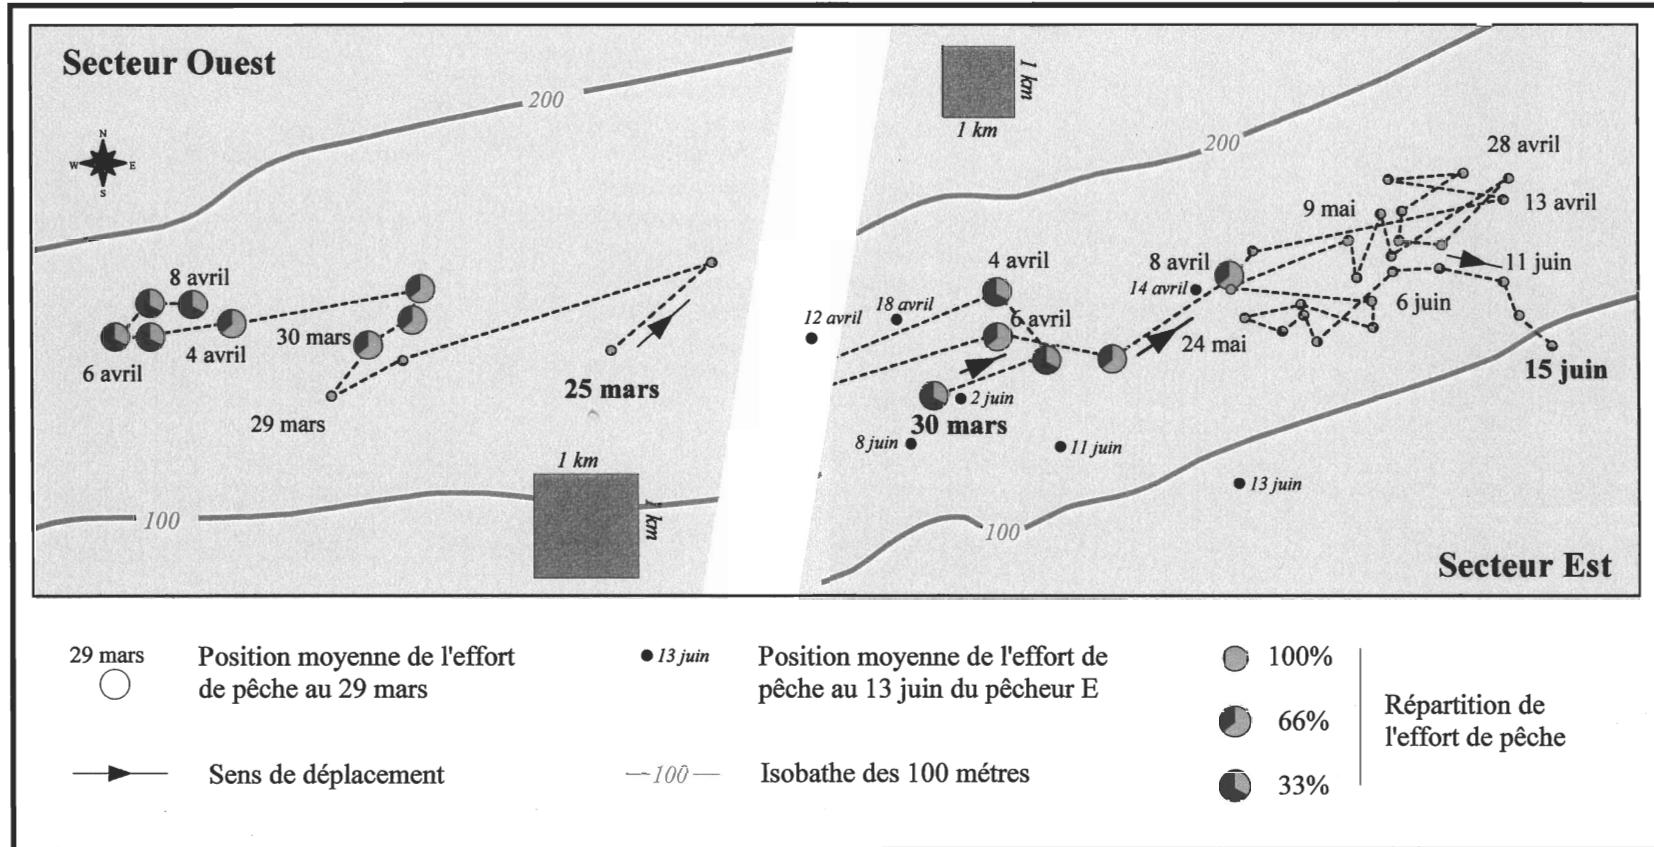 Secteur Ouest
200
N
W E
S
8 avril
6 avril
4 avril
30 mars
29 mars
25 mars
1 km
1 km
100
1 km
1 km
200
28 avril
13 avril
9 mai
11 juin
6 juin
24 mai
15 juin
8 avril
14 avril
4 avril
18 avril
12 avril
6 avril
2 juin
30 mars
8 juin
11 juin
13 juin
100
Secteur Est
29 mars
Position moyenne de l'effort
de pêche au 29 mars
13 juin
Position moyenne de l'effort de
pêche au 13 juin du pêcheur E
Sens de déplacement
100
Isobathe des 100 métres
100%
66%
33%
Répartition de
l'effort de pêche